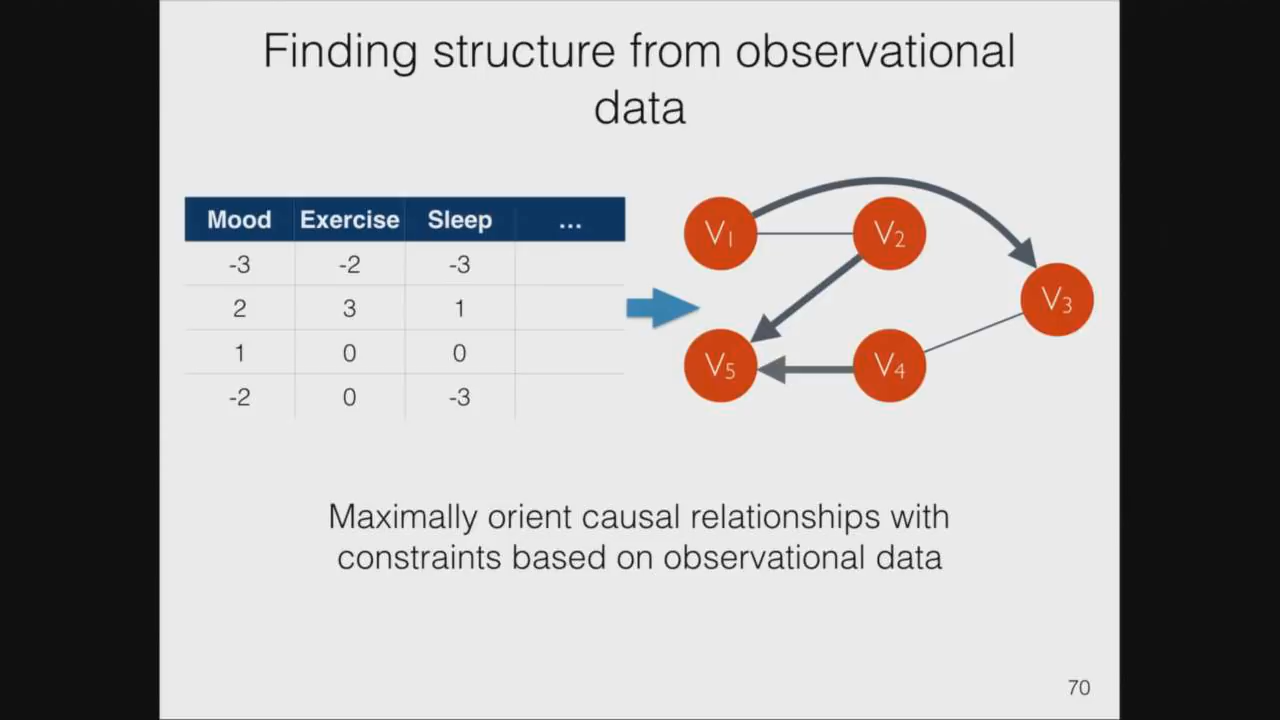 Finding structure from observational
data
Mood Exercise Sleep ...
-3 -2 -3
2 3 1
1 0 0
-2 0 -3
V1 V2
V3
V5 V4
Maximally orient causal relationships with
constraints based on observational data
70